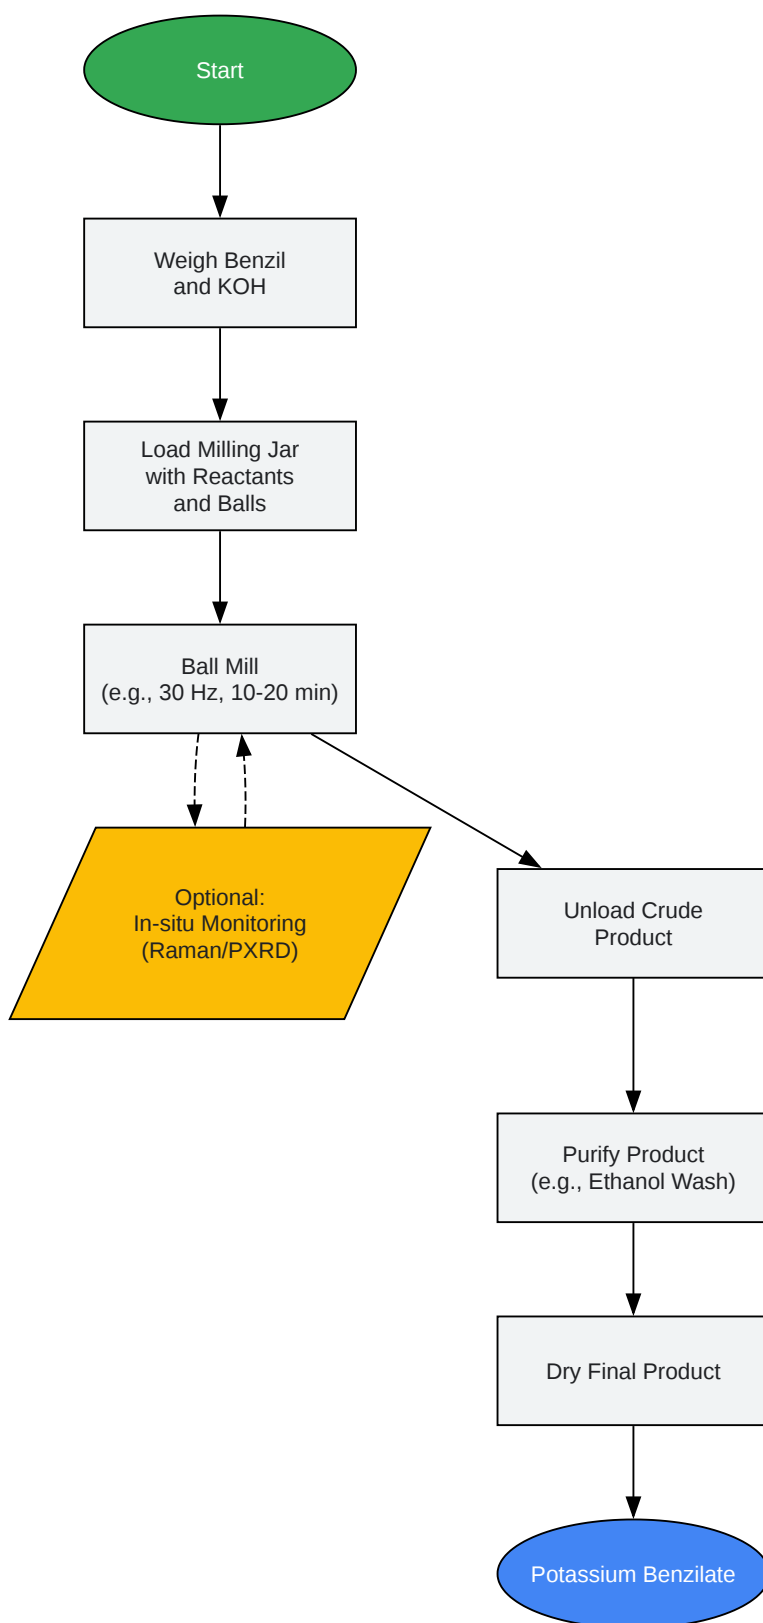 Start
Weigh Benzil
and KOH
Load Milling Jar
with Reactants
and Balls
Ball Mill
(e.g., 30 Hz, 10-20 min)
Optional:
In-situ Monitoring
(Raman/PXRD)
Unload Crude
Product
Purify Product
(e.g., Ethanol Wash)
Dry Final Product
Potassium Benzilate